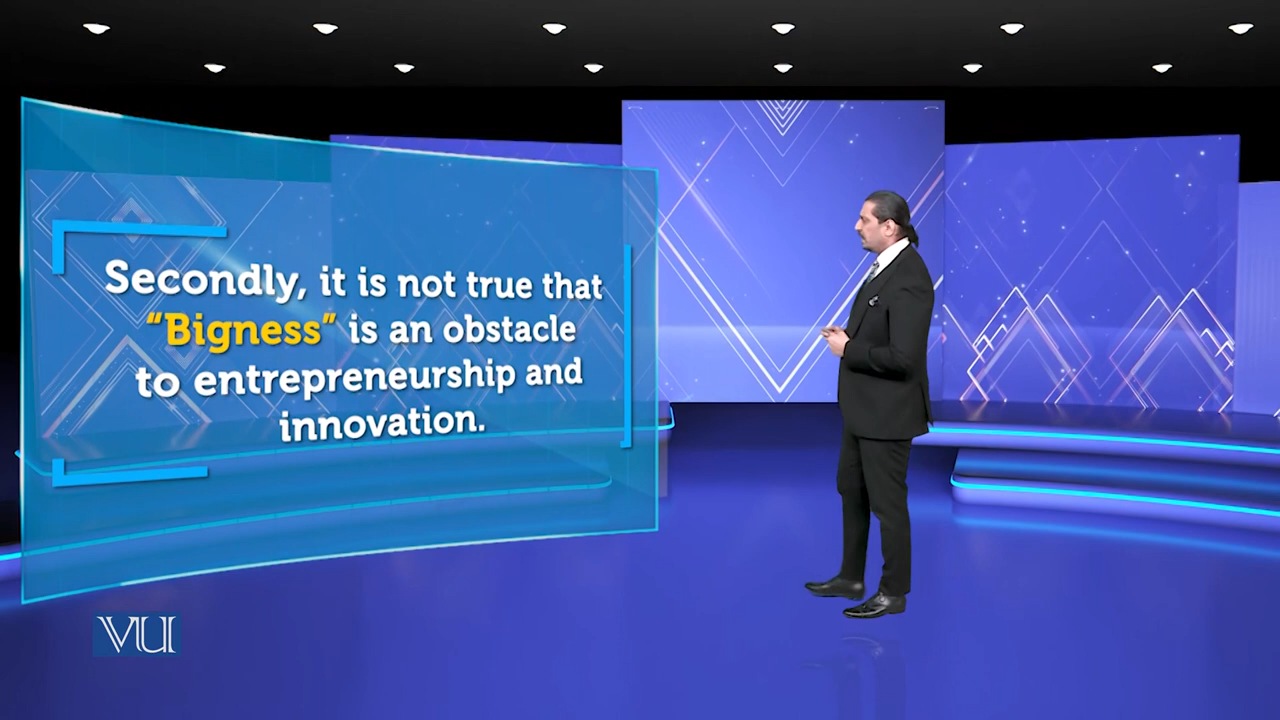 Secondly, it is not true that
“Bigness” is an obstacle
to entrepreneurship and
innovation.
VU